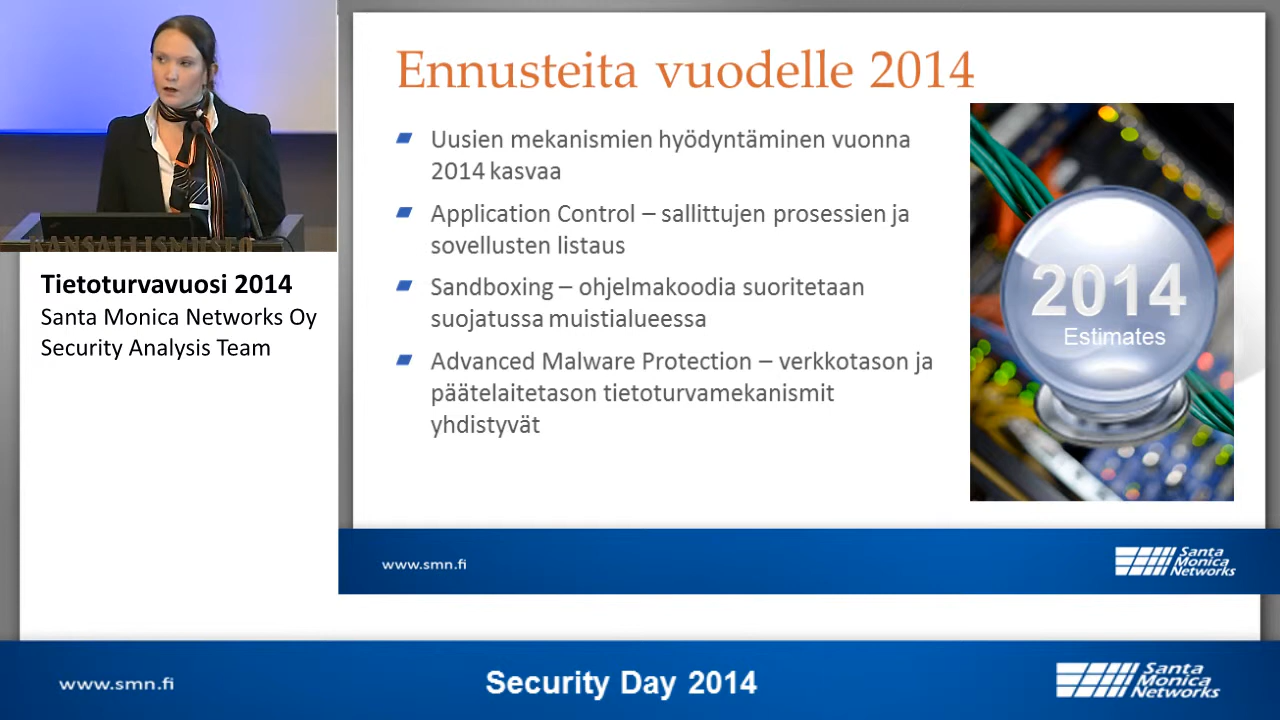 Ennusteita vuodelle 2014
Uusien mekanismien hyödyntäminen vuonna
2014 kasvaa
Application Control – sallittujen prosessien ja
sovellusten listaus
Sandboxing – ohjelmakoodia suoritetaan
suojatussa muistialueessa
Advanced Malware Protection – verkkotason ja
päätelaitetason tietoturvamekanismit
yhdistyvät
2014
Estimates
www.smn.fi
Santa
Monica
Networks
KANSALLISMUSEO
Tietoturvavuosi 2014
Santa Monica Networks Oy
Security Analysis Team
www.smn.fi
Security Day 2014
Santa
Monica
Networks